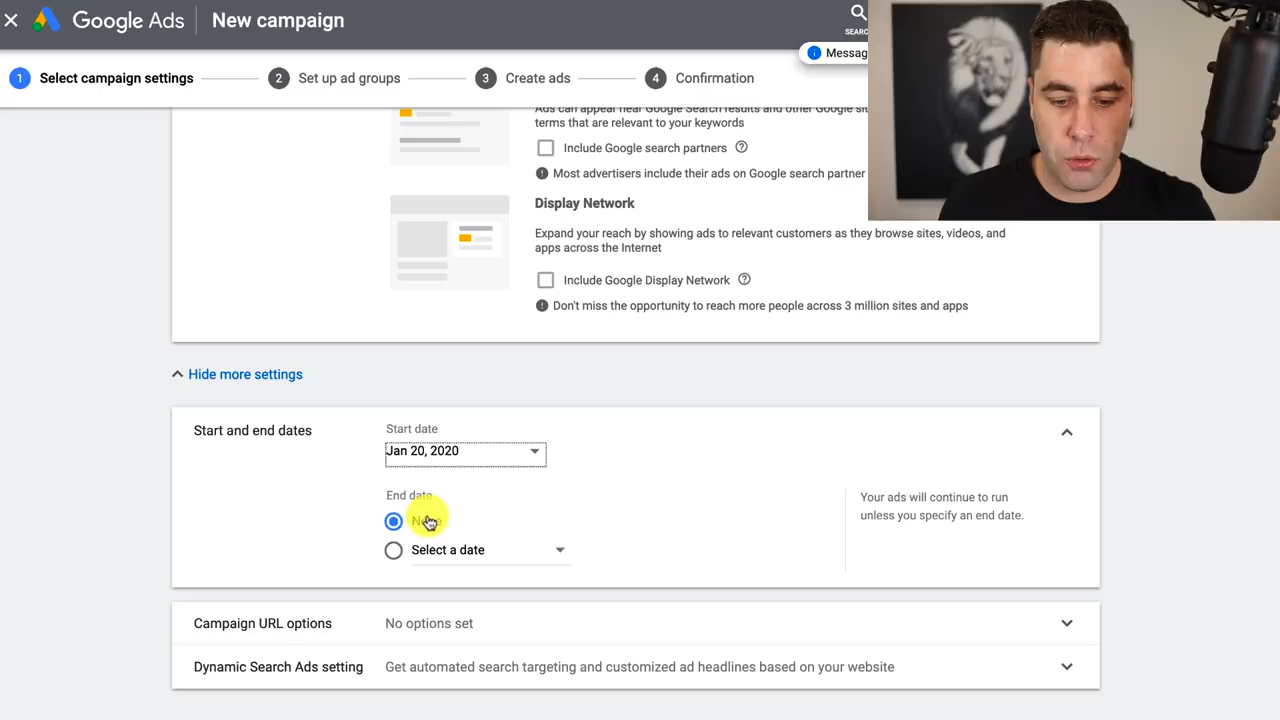 Google Ads
New campaign
SEARC
Messag
1 Select campaign settings
2 Set up ad groups
3 Create ads
4 Confirmation
Ads can appear near Google Search results and other Google sit
terms that are relevant to your keywords
Include Google search partners
Most advertisers include their ads on Google search partner
Display Network
Expand your reach by showing ads to relevant customers as they browse sites, videos, and
apps across the Internet
Include Google Display Network
Don't miss the opportunity to reach more people across 3 million sites and apps
Hide more settings
Start and end dates
Start date
Jan 20, 2020
End date
None
Select a date
Your ads will continue to run
unless you specify an end date.
Campaign URL options
No options set
Dynamic Search Ads setting
Get automated search targeting and customized ad headlines based on your website